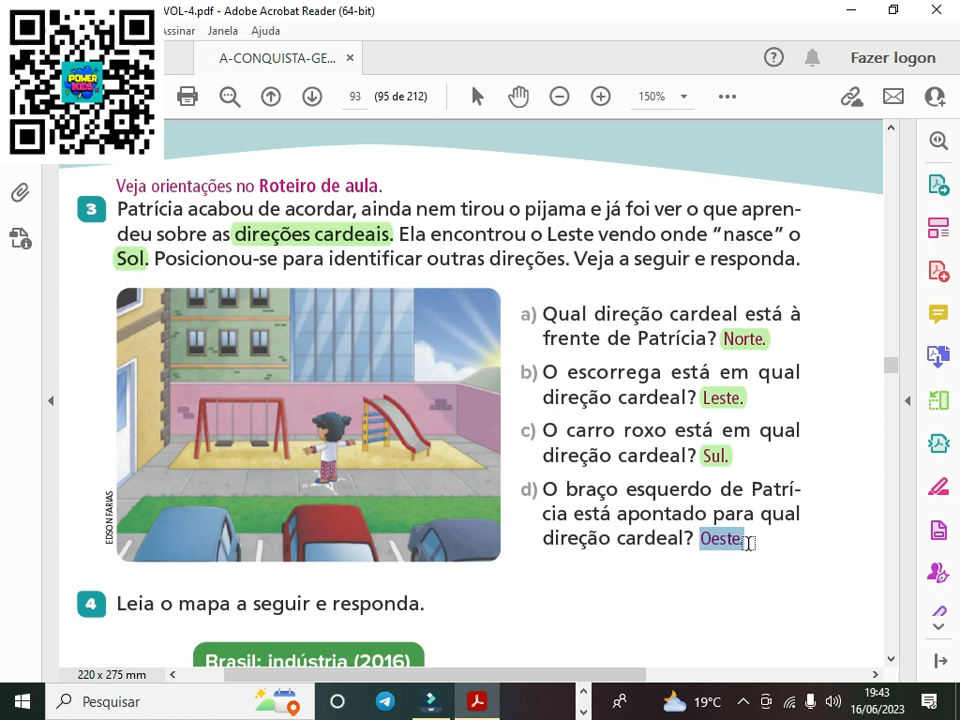 VOL-4.pdf - Adobe Acrobat Reader (64-bit)
Assinar Janela Ajuda
A-CONQUISTA-GE... ×
Fazer logon
93 (95 de 212) 150%
POWER KIDS
Veja orientações no Roteiro de aula.
3 Patrícia acabou de acordar, ainda nem tirou o pijama e já foi ver o que apren-
deu sobre as direções cardeais. Ela encontrou o Leste vendo onde “nasce” o
Sol. Posicionou-se para identificar outras direções. Veja a seguir e responda.
a) Qual direção cardeal está à
frente de Patrícia? Norte.
b) O escorrega está em qual
direção cardeal? Leste.
c) O carro roxo está em qual
direção cardeal? Sul.
d) O braço esquerdo de Patrí-
cia está apontado para qual
direção cardeal? Oeste.
EDSON FARIAS
4 Leia o mapa a seguir e responda.
Brasil: indústria (2016)
220 x 275 mm
Pesquisar
19°C
19:43
16/06/2023